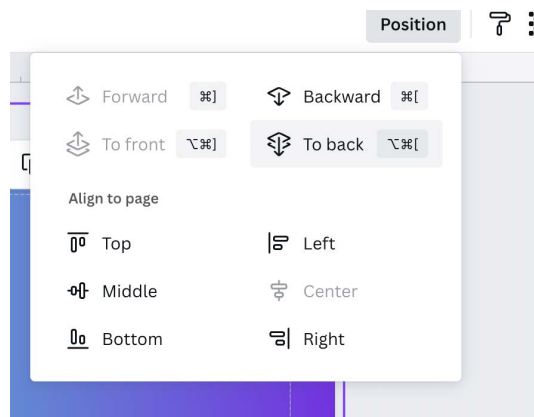 Position
Forward ⌘] Backward ⌘[
To front ⌥⌘] To back ⌥⌘[
Align to page
Top Left
Middle Center
Bottom Right